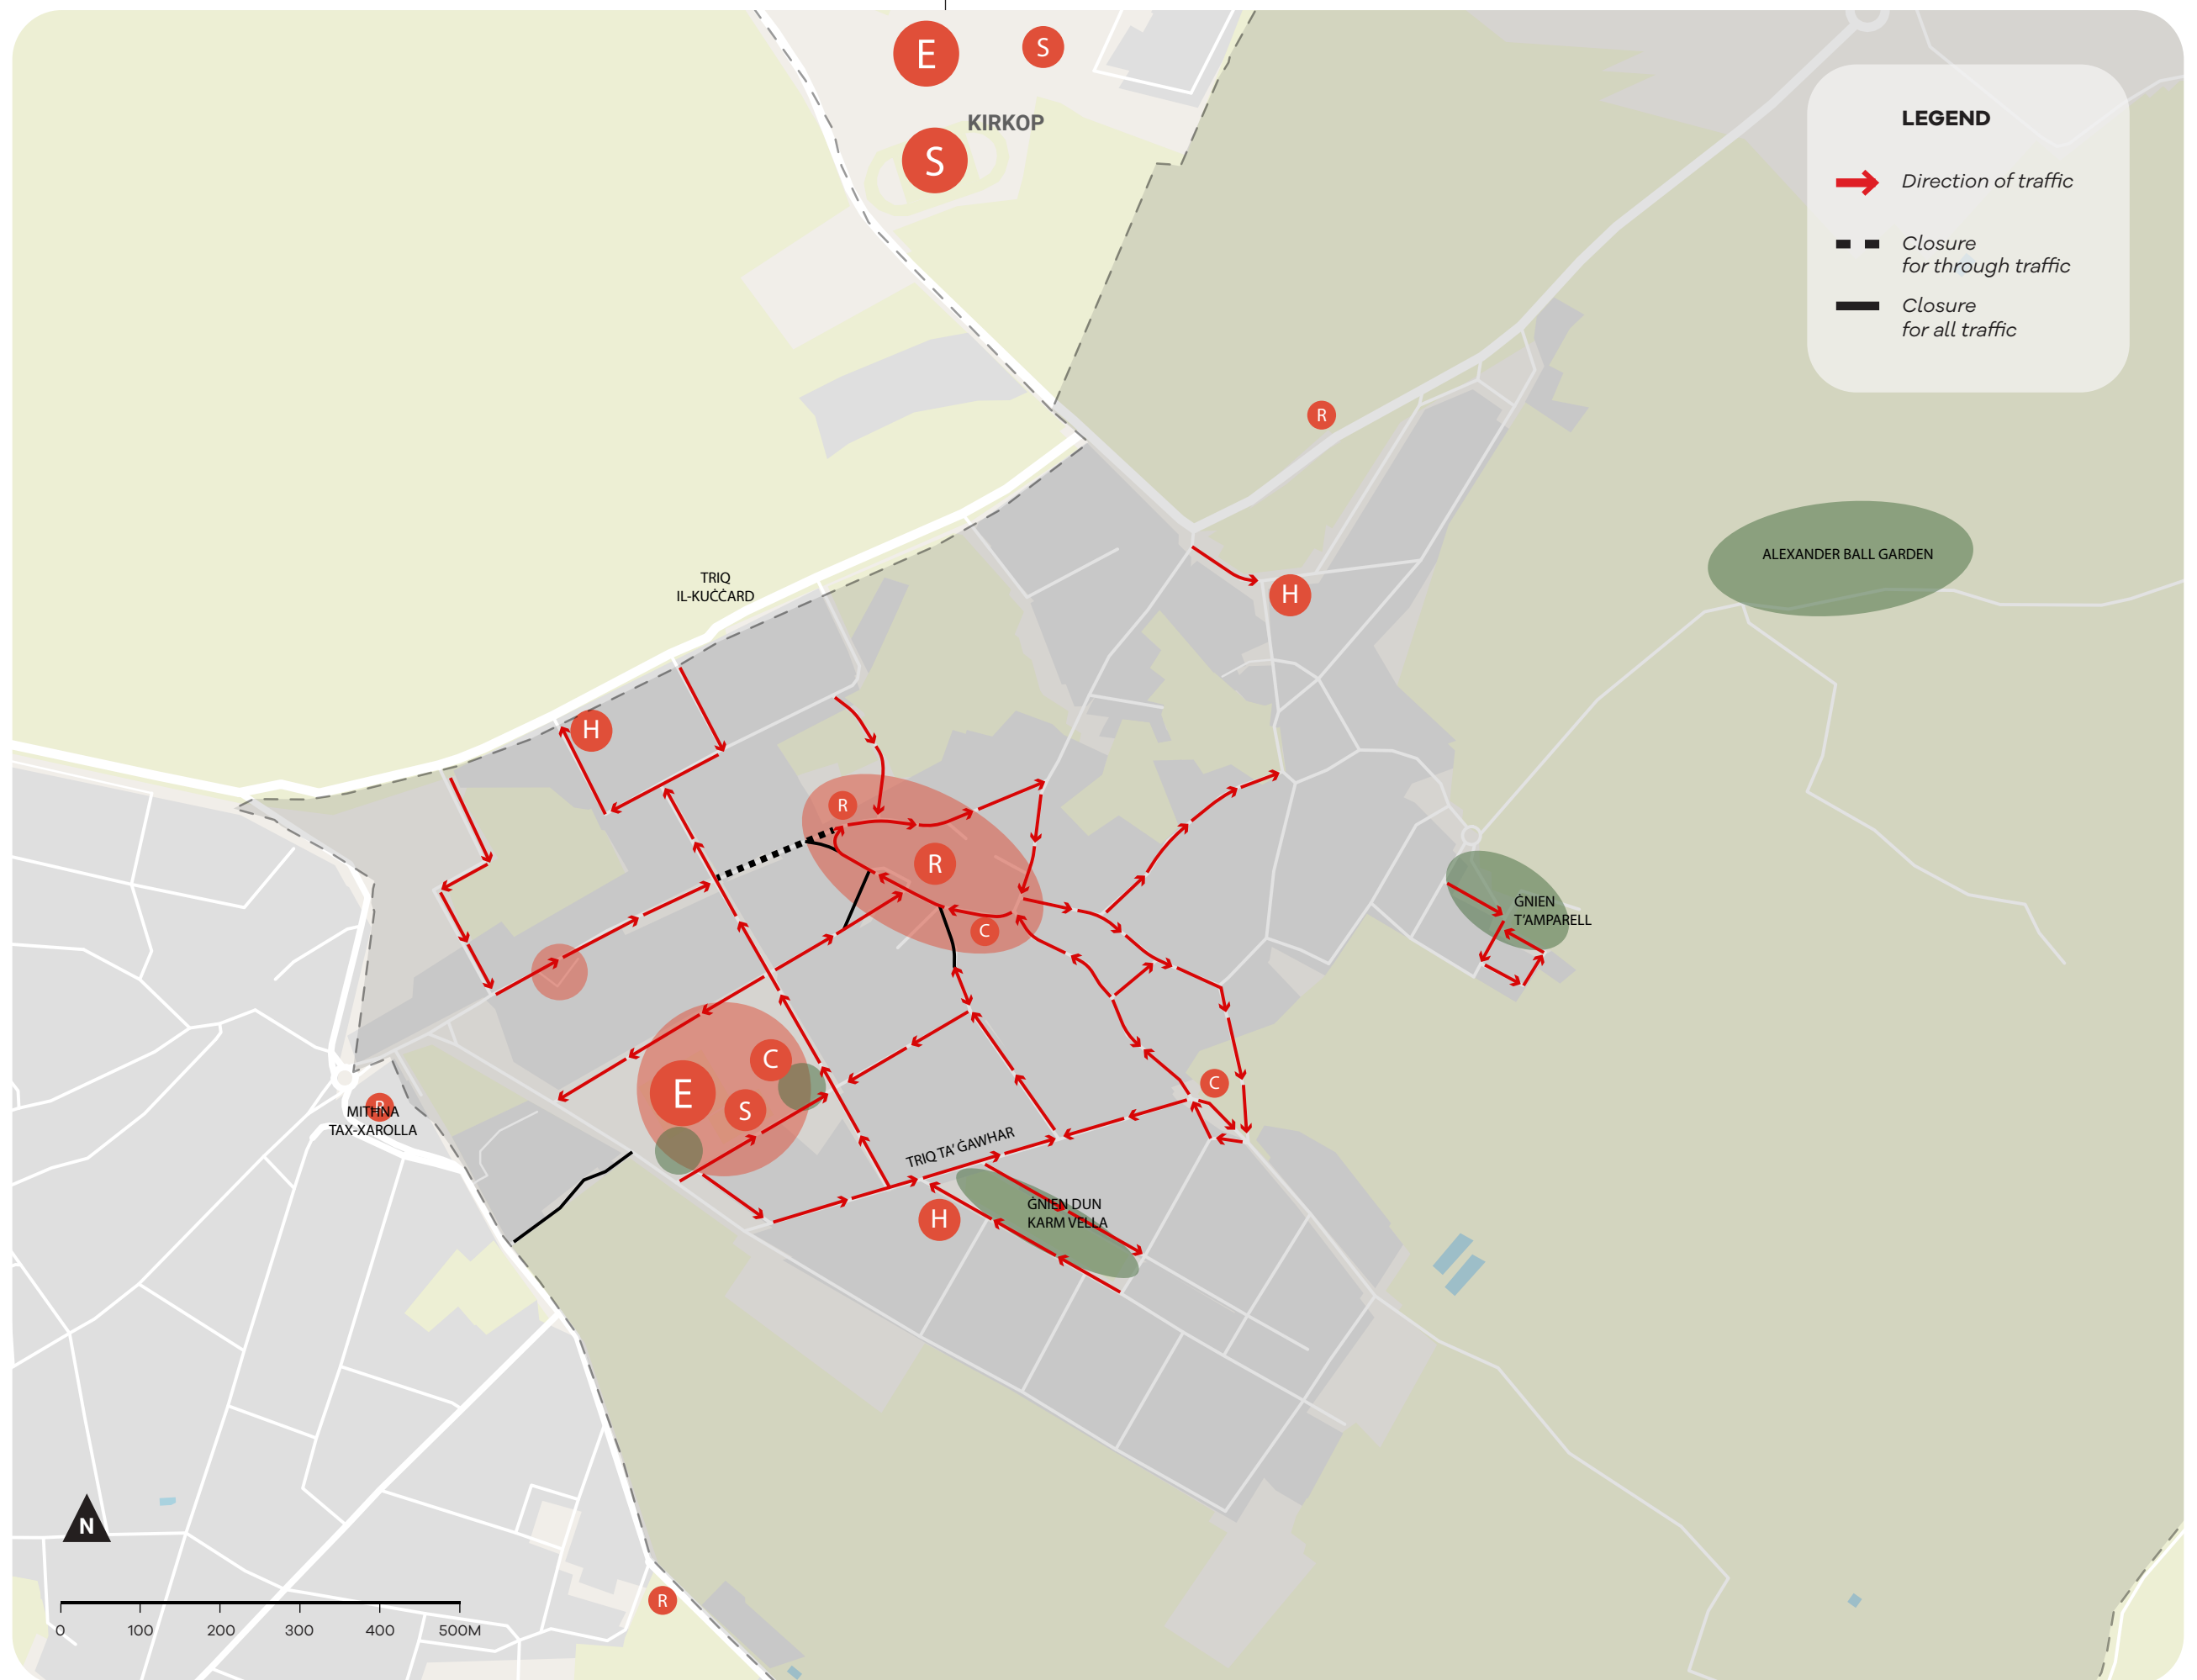 E
S
KIRKOP
S
LEGEND
Direction of traffic
Closure
for through traffic
Closure
for all traffic
R
ALEXANDER BALL GARDEN
TRIQ
IL-KUĊĊARD
H
H
R
R
ĠNIEN
T'AMPARELL
C
C
E
S
C
R
MITHNA
TAX-XAROLLA
TRIQ TA' ĠAWHAR
H
ĠNIEN DUN
KARM VELLA
N
R
0 100 200 300 400 500M